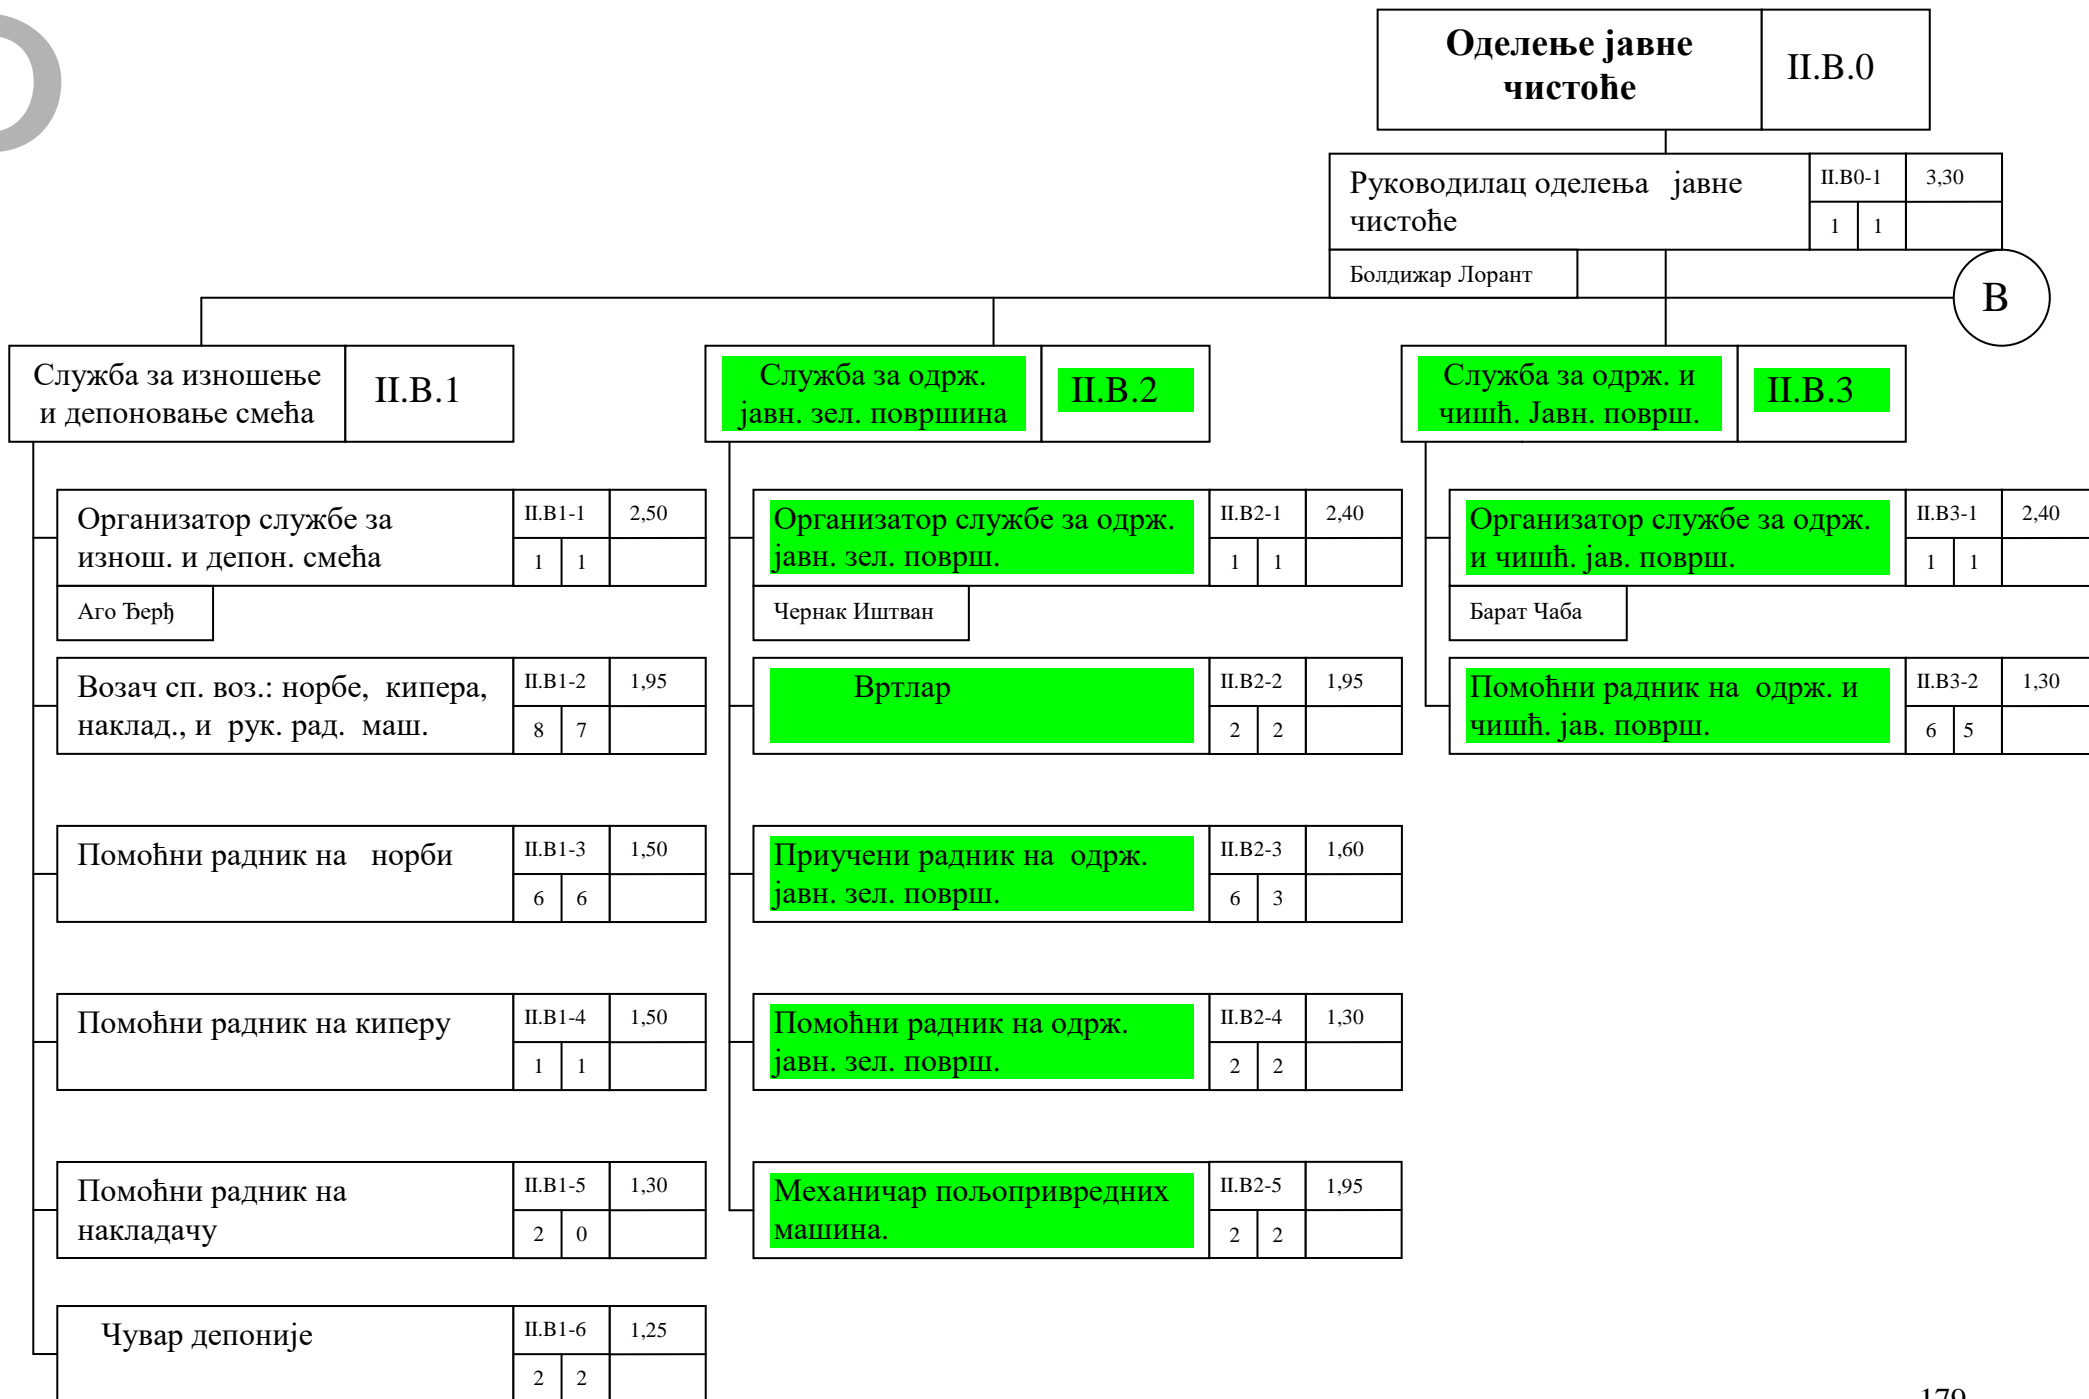 Оделење јавне
чистоће
II.В.0
Руководилац оделења јавне
чистоће
II.В0-1
3,30
1
1
Болдижар Лорант
В
Служба за изношење
и депоновање смећа
II.В.1
Организатор службе за
износ. и депон. смећа
II.В1-1
2,50
1
1
Аго Ђерђ
Возач сп. воз.: норбе, кипера,
наклад., и рук. рад. маш.
II.В1-2
1,95
8
7
Помоћни радник на норби
II.В1-3
1,50
6
6
Помоћни радник на киперу
II.В1-4
1,50
1
1
Помоћни радник на
накладачу
II.В1-5
1,30
2
0
Чувар депоније
II.В1-6
1,25
2
2
Служба за одрж.
јавн. зел. површина
II.В.2
Организатор службе за одрж.
јавн. зел. површ.
II.В2-1
2,40
1
1
Чернак Иштван
Вртлар
II.В2-2
1,95
2
2
Приучени радник на одрж.
јавн. зел. површ.
II.В2-3
1,60
6
3
Помоћни радник на одрж.
јавн. зел. површ.
II.В2-4
1,30
2
2
Механичар пољопривредних
машина.
II.В2-5
1,95
2
2
Служба за одрж. и
чишћ. Јавн. површ.
II.В.3
Организатор службе за одрж.
и чишћ. јав. површ.
II.В3-1
2,40
1
1
Барат Чаба
Помоћни радник на одрж. и
чишћ. јав. површ.
II.В3-2
1,30
6
5